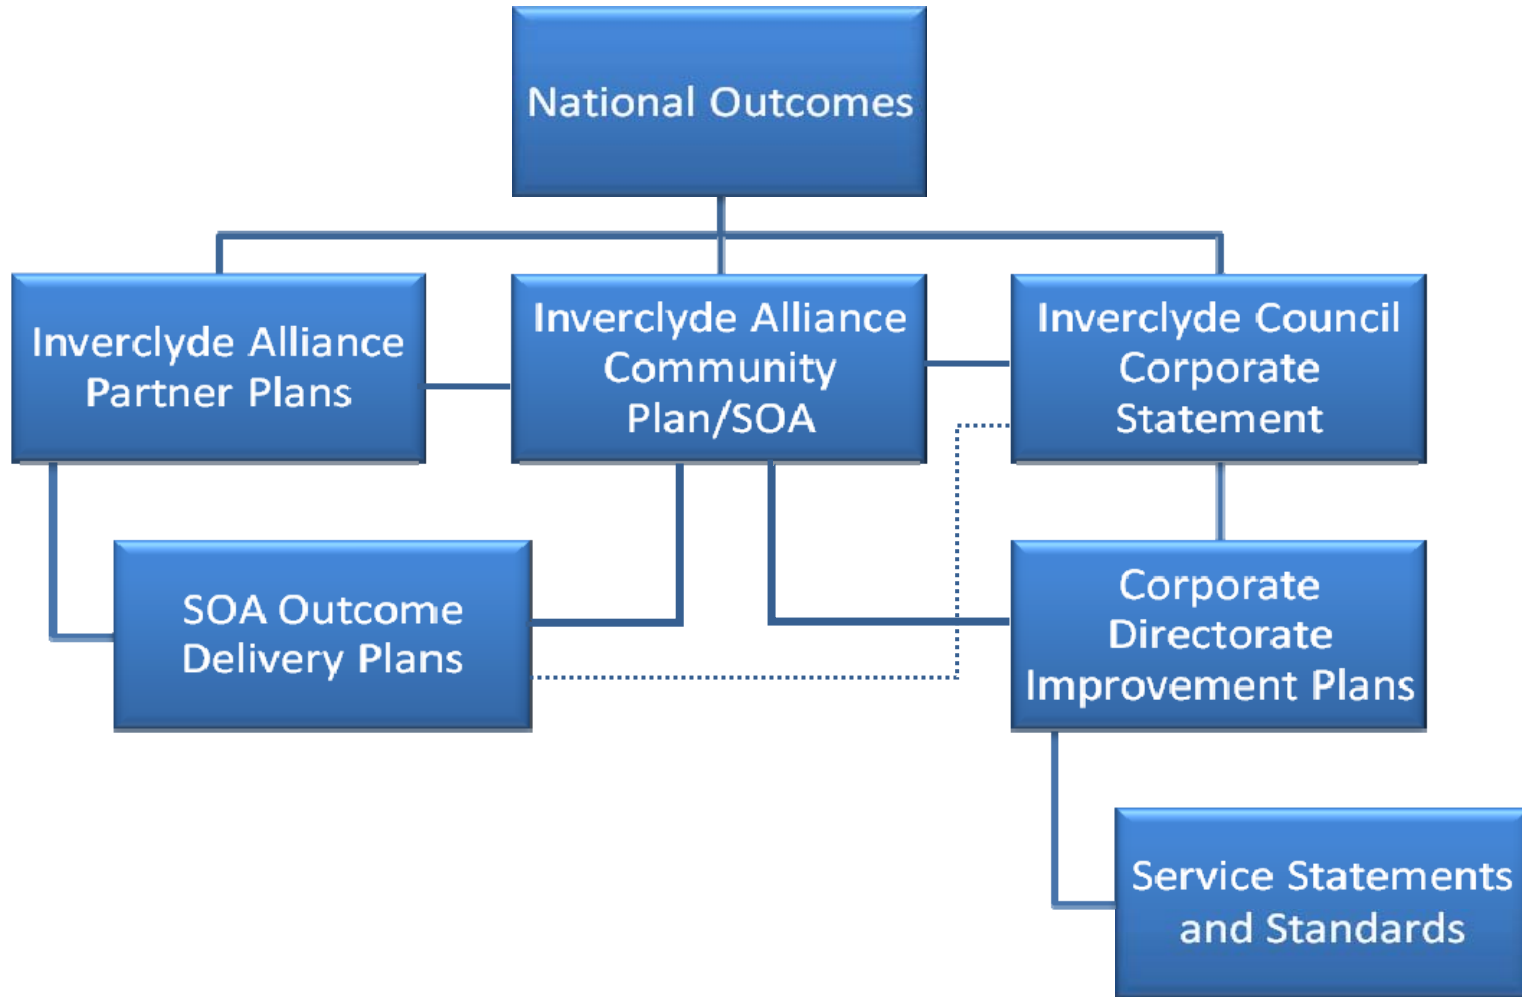 National Outcomes
Inverclyde Alliance
Partner Plans
Inverclyde Alliance
Community
Plan/SOA
Inverclyde Council
Corporate
Statement
SOA Outcome
Delivery Plans
Corporate
Directorate
Improvement Plans
Service Statements
and Standards